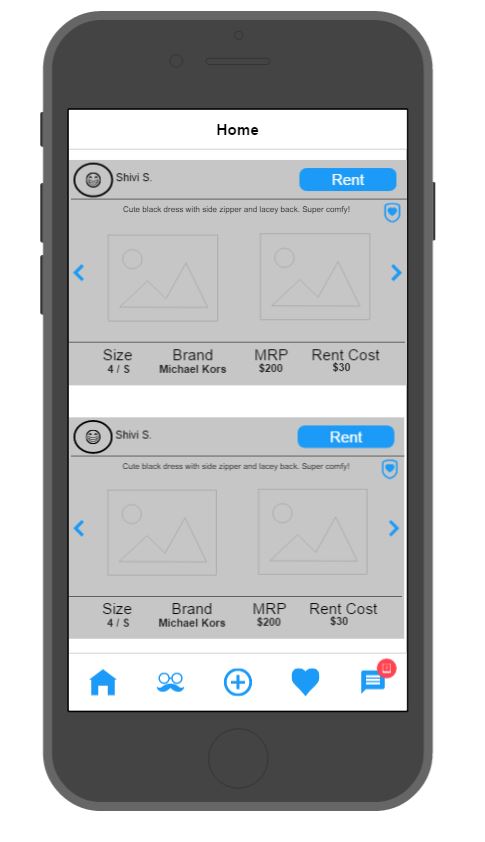 Home
Shivi S.
Rent
Cute black dress with side zipper and lacey back. Super comfy!
Size Brand MRP Rent Cost
4 / S Michael Kors $200 $30
Shivi S.
Rent
Cute black dress with side zipper and lacey back. Super comfy!
Size Brand MRP Rent Cost
4 / S Michael Kors $200 $30